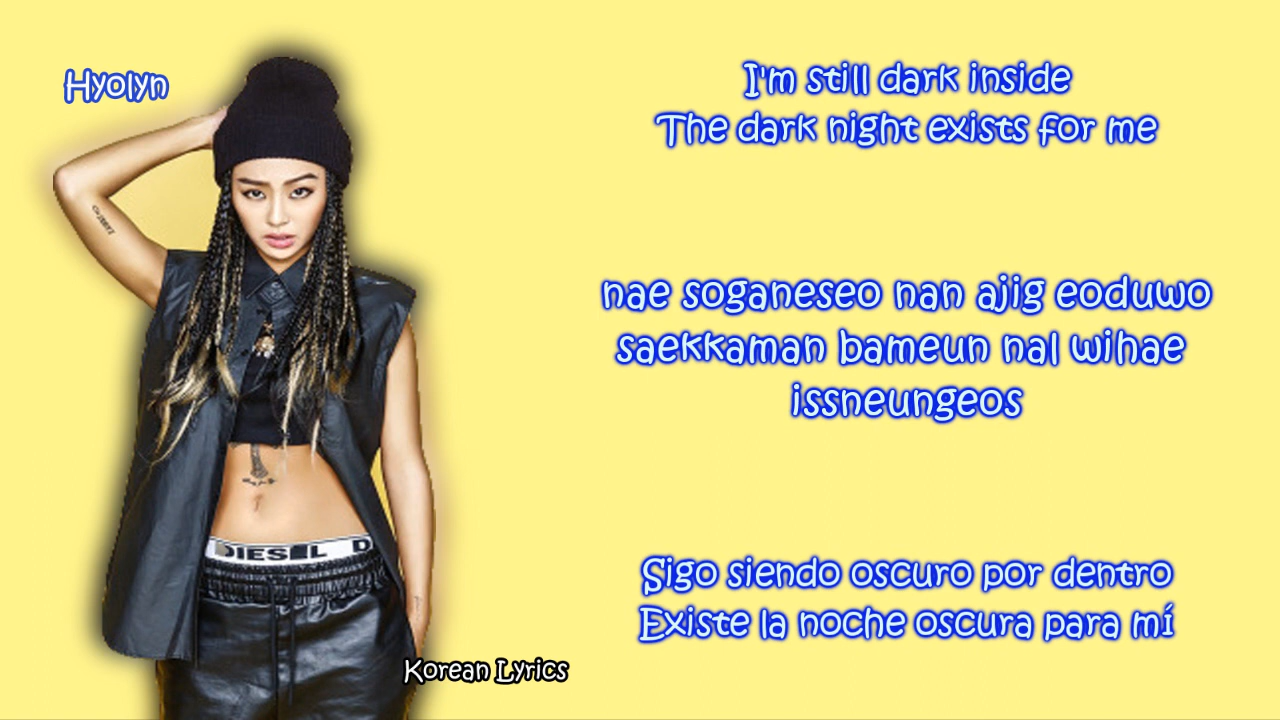 Hyolyn
I'm still dark inside
The dark night exists for me
nae soganeseo nan ajig eoduwo
saekkaman bameun nal wihae
issneungeos
DIESEL D
Sigo siendo oscuro por dentro
Existe la noche oscura para mí
Korean Lyrics